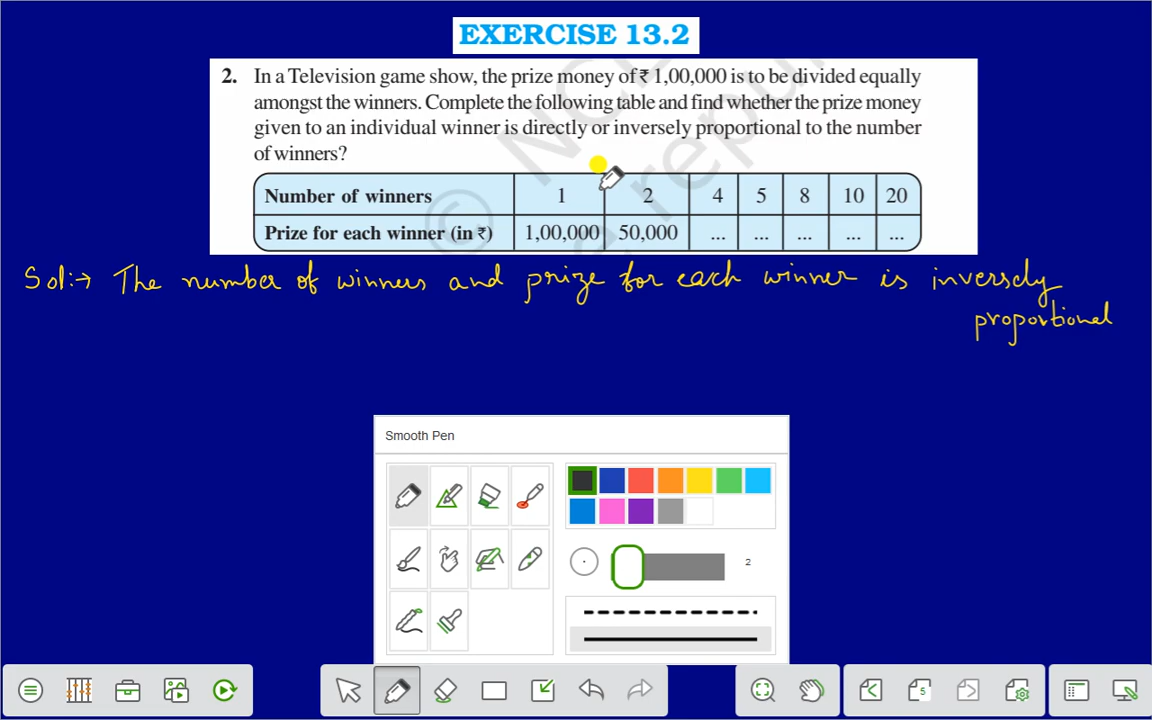 EXERCISE 13.2
2. In a Television game show, the prize money of ₹ 1,00,000 is to be divided equally
amongst the winners. Complete the following table and find whether the prize money
given to an individual winner is directly or inversely proportional to the number
of winners?
Number of winners 1 2 4 5 8 10 20
Prize for each winner (in ₹) 1,00,000 50,000 ... ... ... ... ...
Sol:→ The number of winners and prize for each winner is inversely
proportional
Smooth Pen
2
5